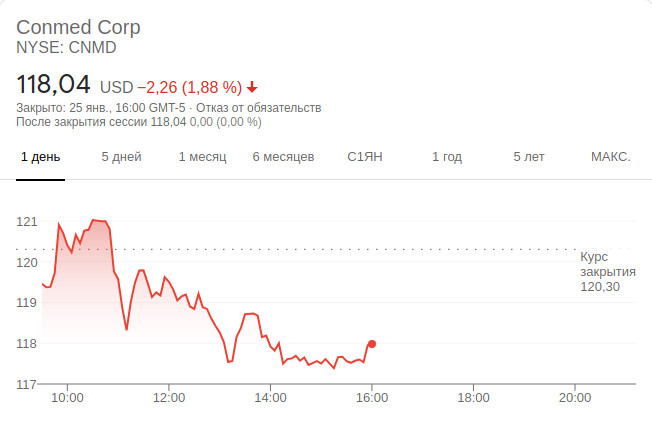 Conmed Corp
NYSE: CNMD
118,04 USD −2,26 (1,88 %)
Закрыто: 25 янв., 16:00 GMT-5 · Отказ от обязательств
После закрытия сессии 118,04 0,00 (0,00 %)
1 день 5 дней 1 месяц 6 месяцев С1ЯН 1 год 5 лет МАКС.
121
120
119
118
117
Курс
закрытия
120,30
10:00 12:00 14:00 16:00 18:00 20:00